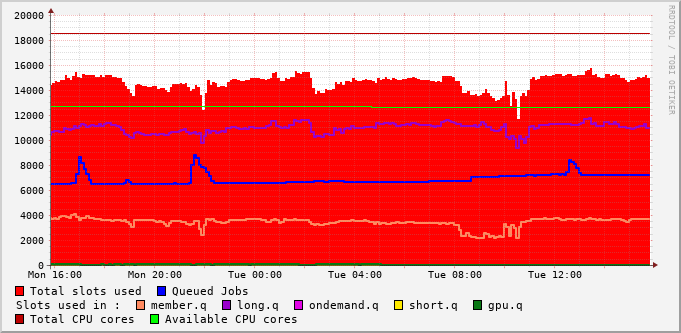 20000
18000
16000
14000
12000
10000
8000
6000
4000
2000
0
Mon 16:00 Mon 20:00 Tue 00:00 Tue 04:00 Tue 08:00 Tue 12:00
Total slots used Queued Jobs
Slots used in : member.q long.q ondemand.q short.q gpu.q
Total CPU cores Available CPU cores
RRDTOOL / TOBI OETIKER